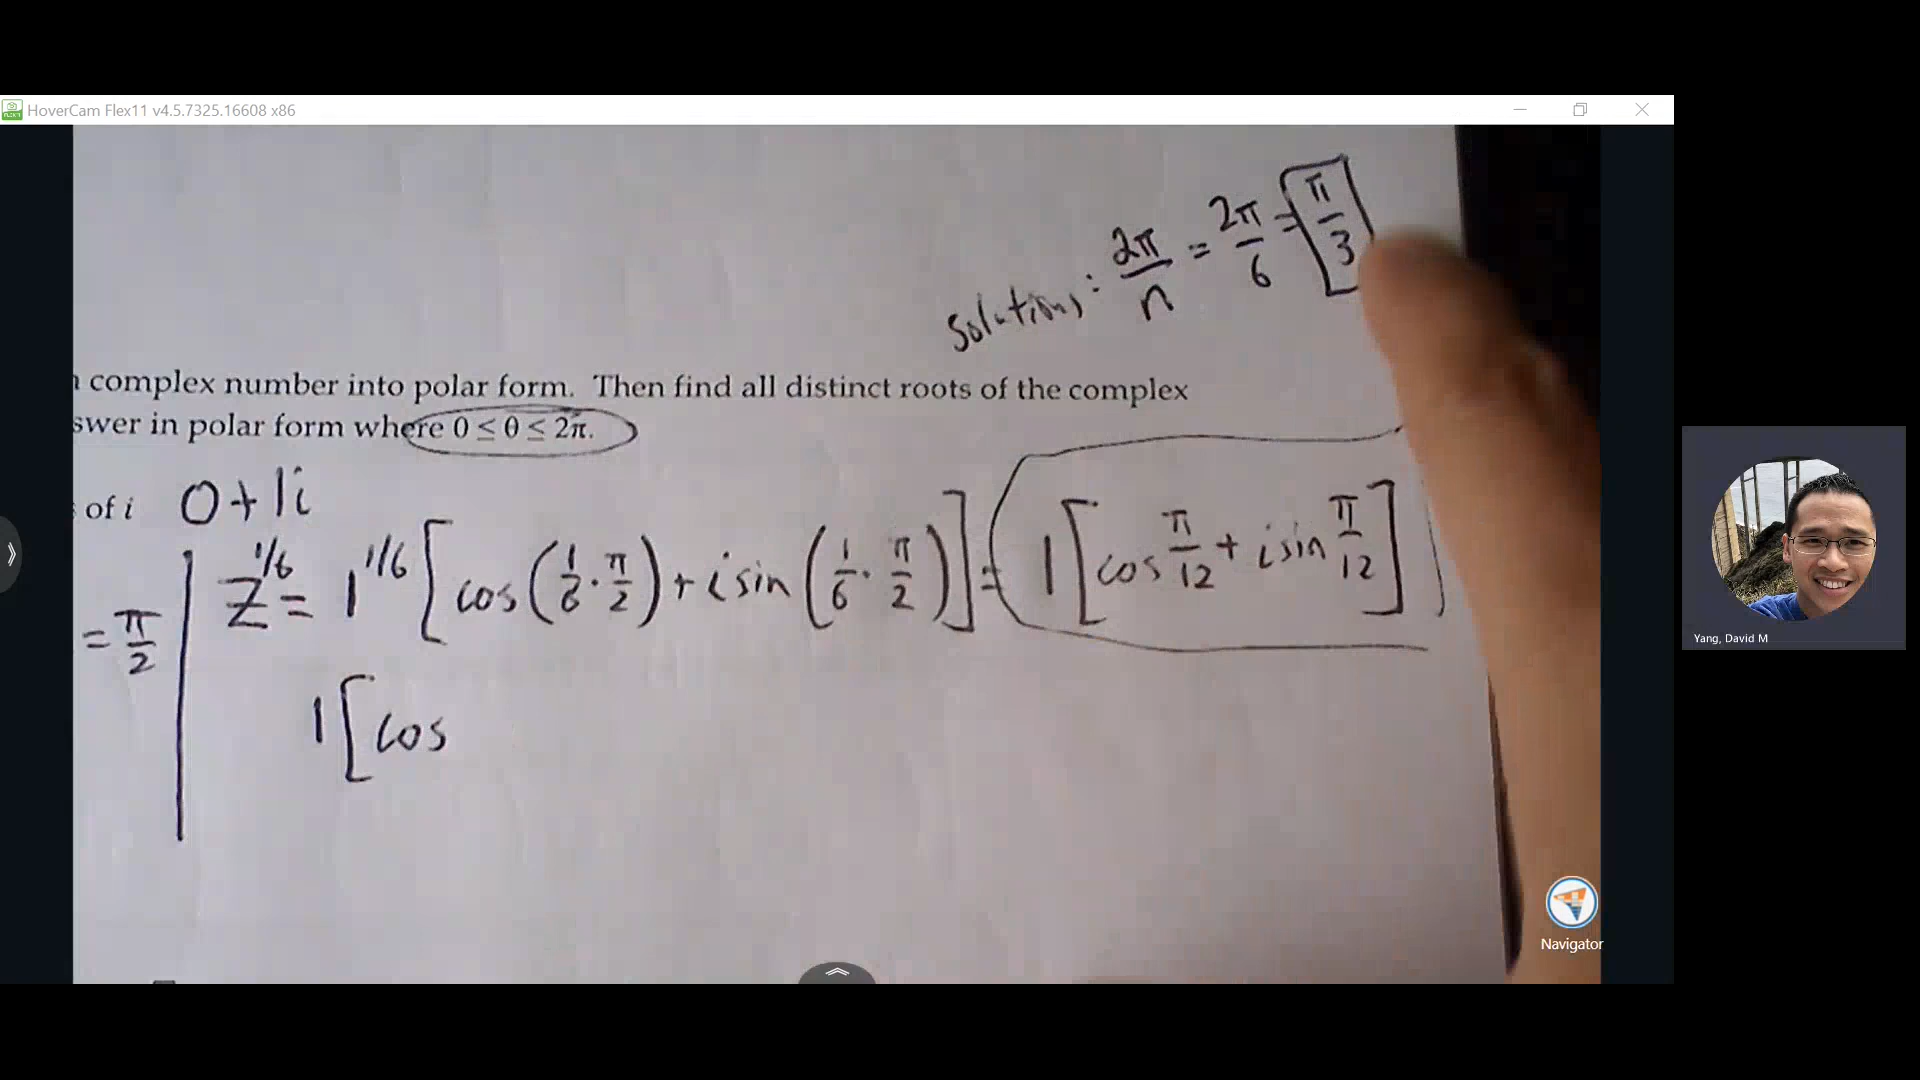 HoverCam Flex11 v4.5.7325.16608 x86
Solutions: 2π/n = 2π/6 = π/3
complex number into polar form. Then find all distinct roots of the complex
swer in polar form where 0 ≤ θ ≤ 2π.
of i 0+1i
= π/2
z^1/6 = 1^1/6 [cos(1/6 · π/2) + i sin(1/6 · π/2)] = 1[cos π/12 + i sin π/12]
1[cos
Navigator
Yang, David M